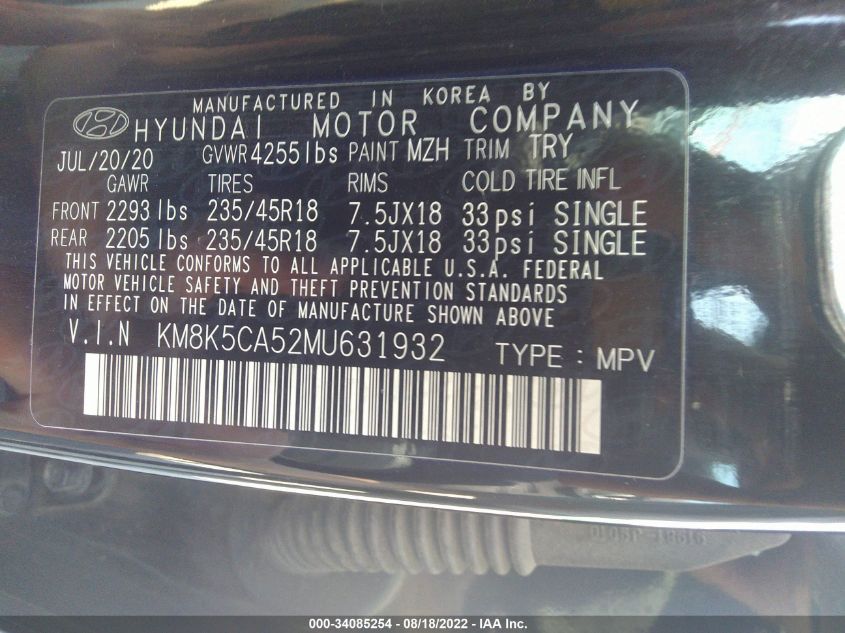 MANUFACTURED IN KOREA BY
HYUNDAI MOTOR COMPANY
JUL/20/20 GVWR 4255lbs PAINT MZH TRIM TRY
GAWR TIRES RIMS COLD TIRE INFL
FRONT 2293 lbs 235/45R18 7.5JX18 33psi SINGLE
REAR 2205 lbs 235/45R18 7.5JX18 33psi SINGLE
THIS VEHICLE CONFORMS TO ALL APPLICABLE U.S.A. FEDERAL
MOTOR VEHICLE SAFETY AND THEFT PREVENTION STANDARDS
IN EFFECT ON THE DATE OF MANUFACTURE SHOWN ABOVE
V.I.N KM8K5CA52MU631932 TYPE : MPV
000-34085254 - 08/18/2022 - IAA Inc.